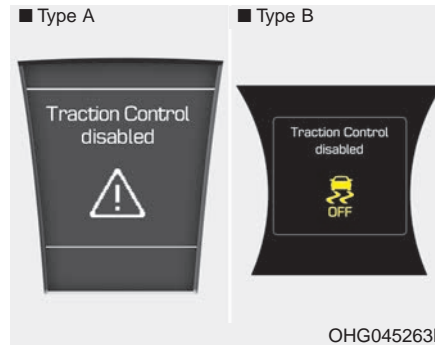 ■ Type A
■ Type B
Traction Control
disabled
Traction Control
disabled
OFF
OHG045263